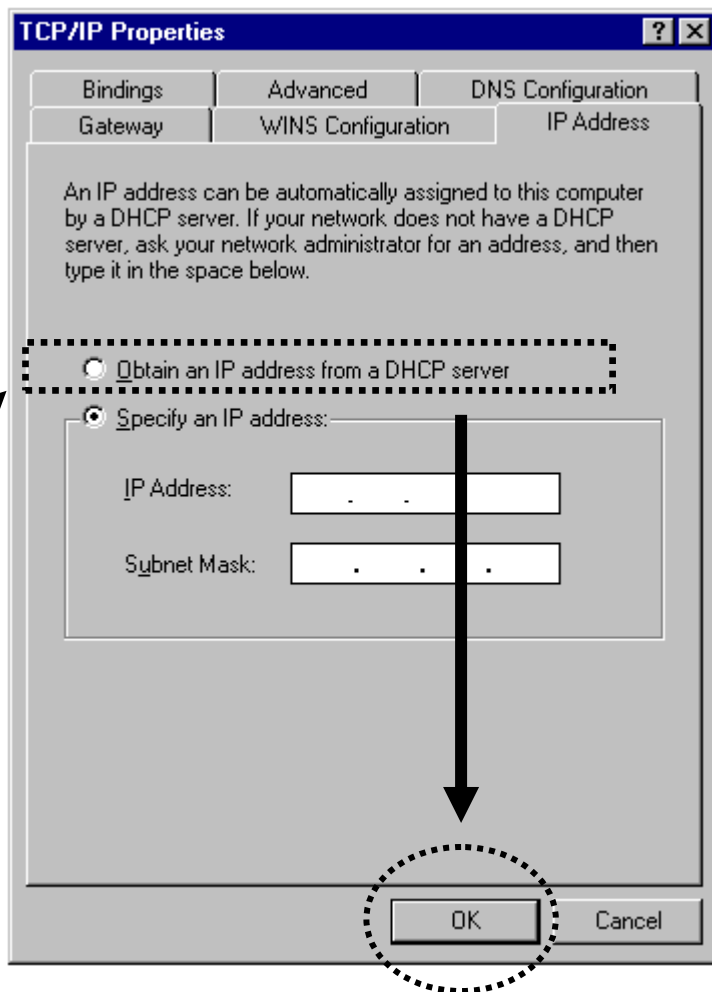 TCP/IP Properties
Bindings Advanced DNS Configuration
Gateway WINS Configuration IP Address
An IP address can be automatically assigned to this computer
by a DHCP server. If your network does not have a DHCP
server, ask your network administrator for an address, and then
type it in the space below.
Obtain an IP address from a DHCP server
Specify an IP address:
IP Address: . .
Subnet Mask: . . .
OK Cancel